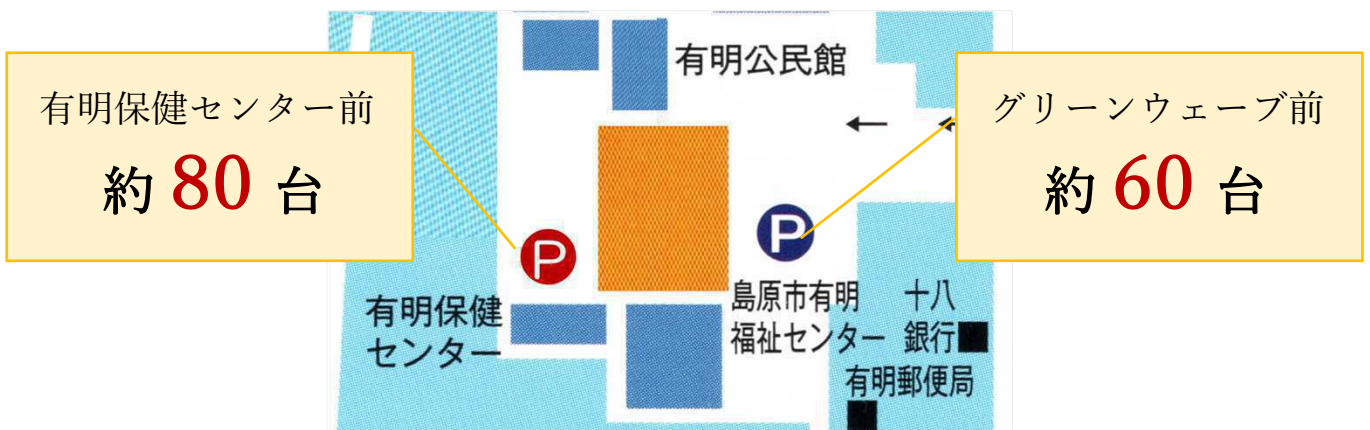 有明公民館
有明保健センター前
約 80 台
グリーンウェーブ前
約 60 台
P
P
有明保健
センター
島原市有明
福祉センター
十八
銀行
有明郵便局